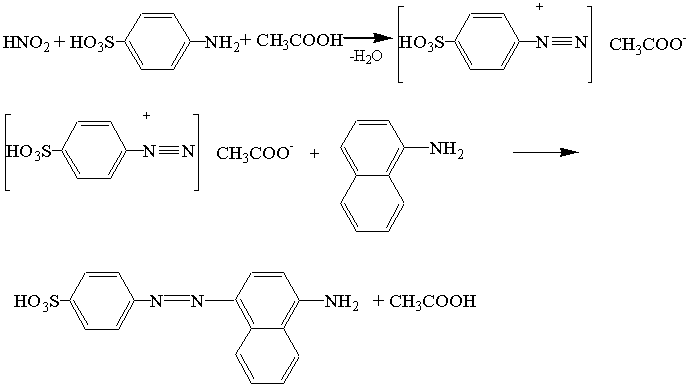 HNO2 + HO3S NH2 + CH3COOH -H2O [HO3S N≡N]+ CH3COO-
[HO3S N≡N]+ CH3COO- + NH2
HO3S N=N NH2 + CH3COOH